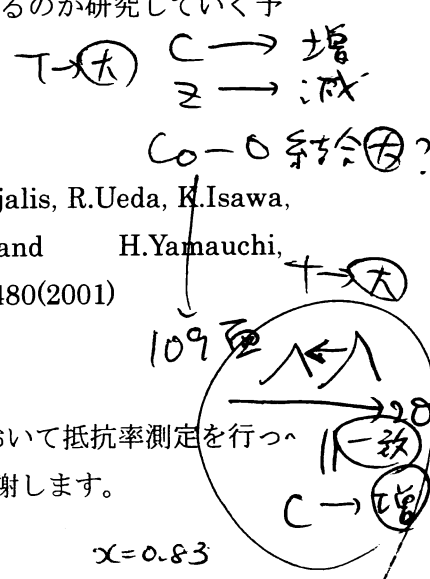 るのか研究していく予
T→大
C → 増
Z → 減
Co-O 結合大?
jalis, R.Ueda, K.Isawa,
and H.Yamauchi,
480(2001)
T→大
109面
2θ
一致
C → 増
おいて抵抗率測定を行っ
謝します。
x=0.83